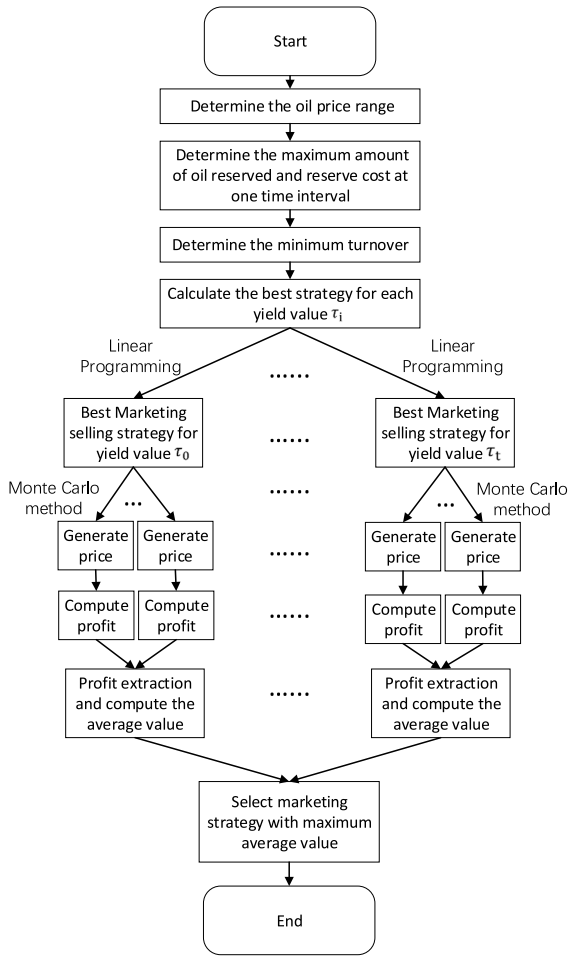 Start
Determine the oil price range
Determine the maximum amount
of oil reserved and reserve cost at
one time interval
Determine the minimum turnover
Calculate the best strategy for each
yield value τi
Linear
Programming
......
Linear
Programming
Best Marketing
selling strategy for
yield value τ0
......
Best Marketing
selling strategy for
yield value τt
Monte Carlo
method
...
......
...
Monte Carlo
method
Generate
price
Generate
price
......
Generate
price
Generate
price
Compute
profit
Compute
profit
......
Compute
profit
Compute
profit
Profit extraction
and compute the
average value
......
Profit extraction
and compute the
average value
Select marketing
strategy with maximum
average value
End